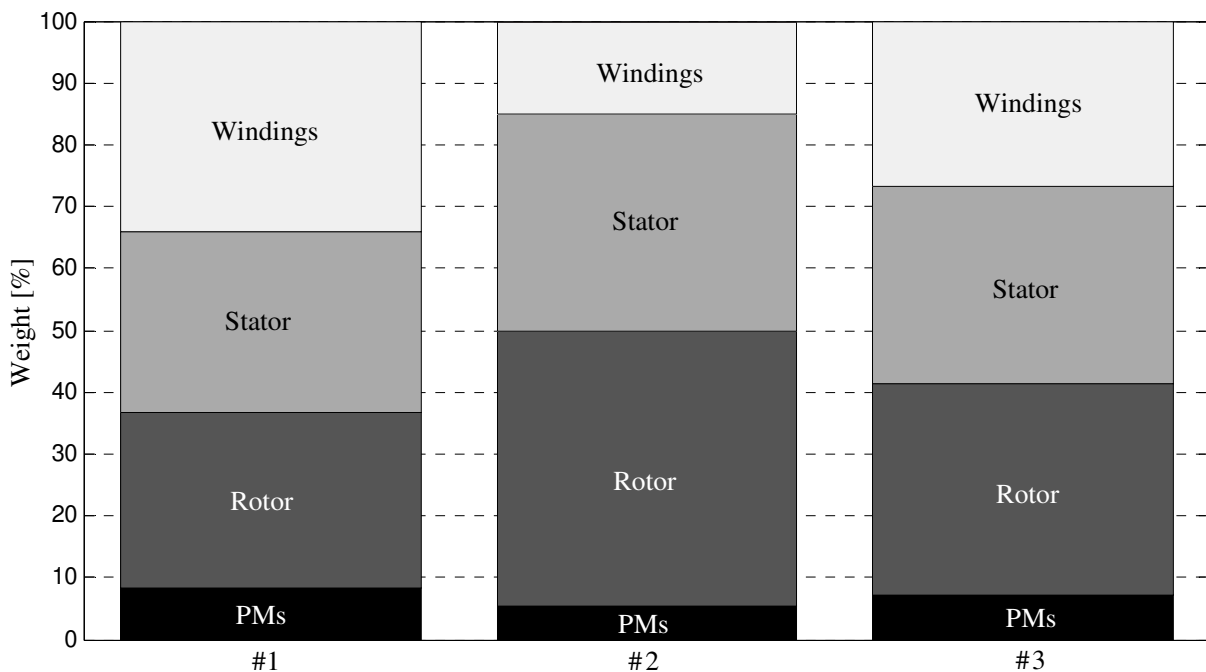 100
90
80
70
60
50
40
30
20
10
0
Weight [%]
Windings
Stator
Rotor
PMs
Windings
Stator
Rotor
PMs
Windings
Stator
Rotor
PMs
#1
#2
#3